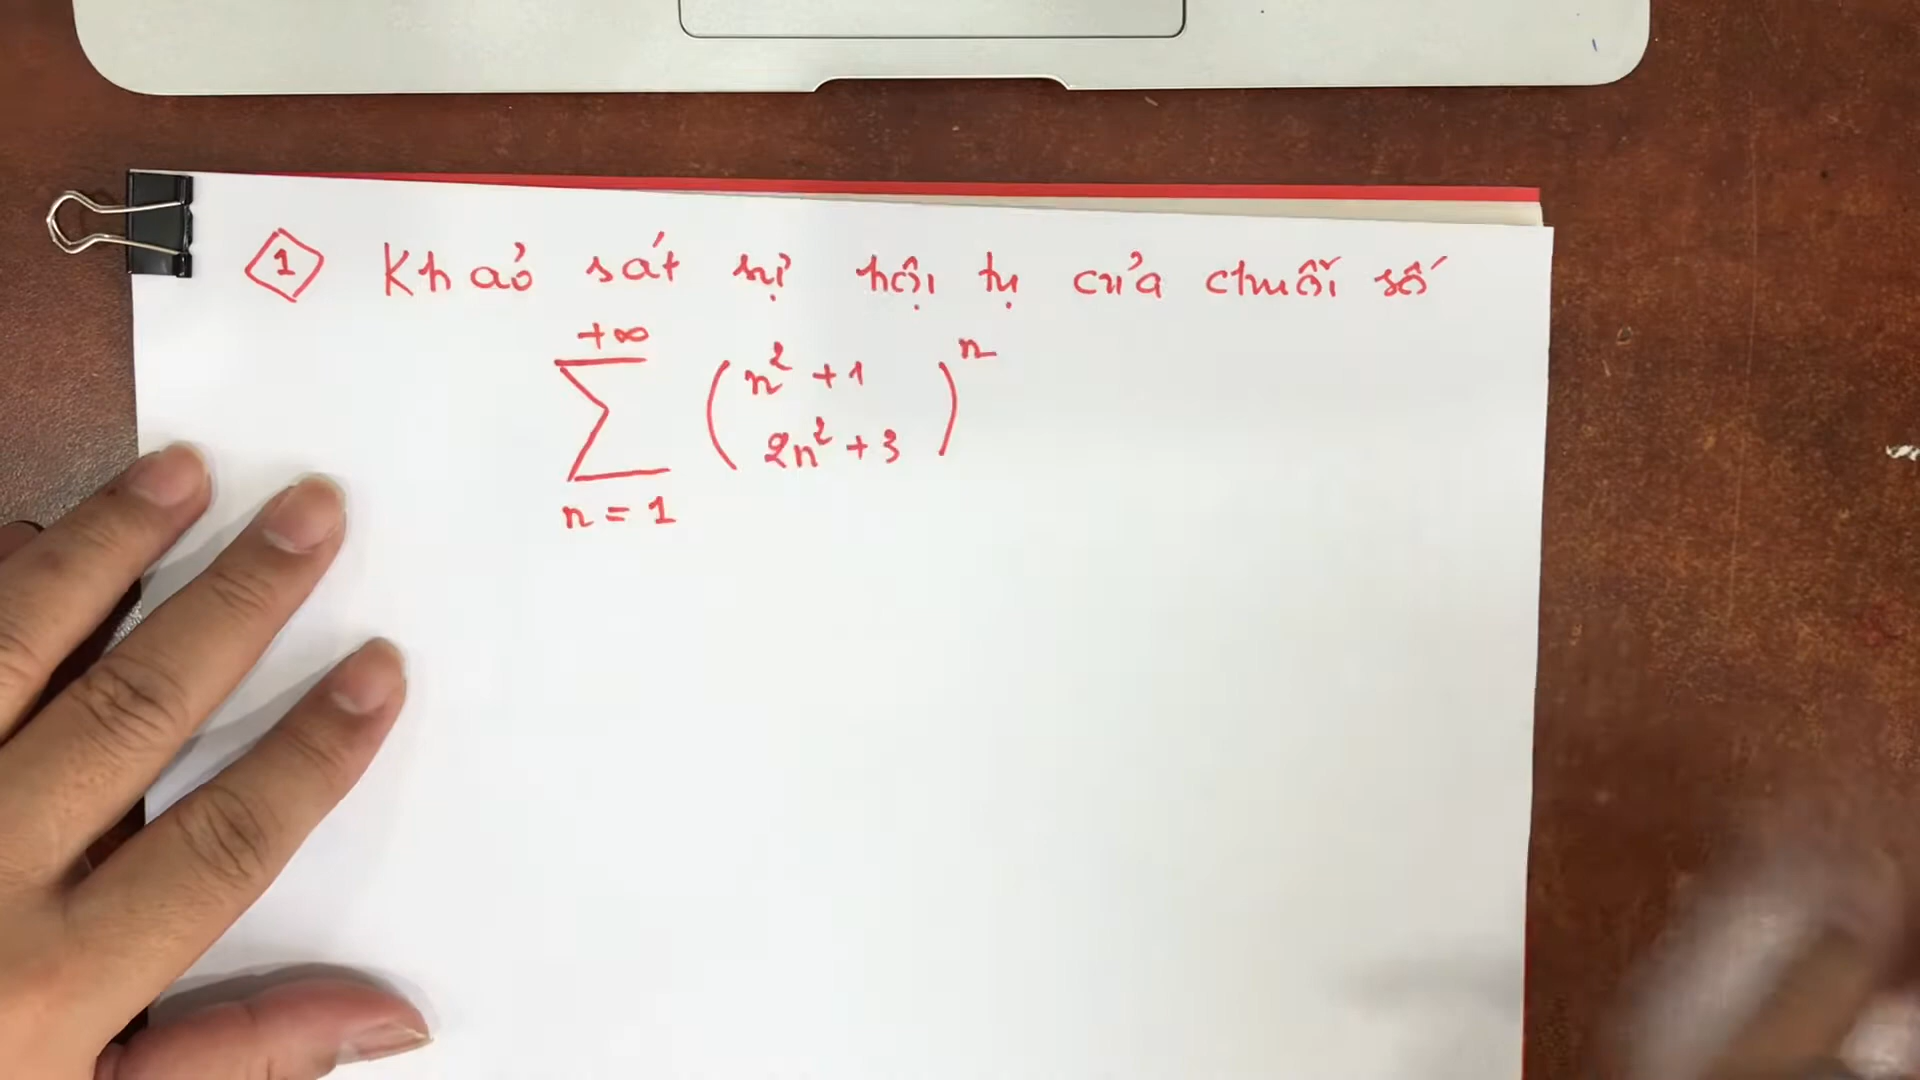 1 Khảo sát sự hội tụ của chuỗi số
+∞
∑ (n² + 1 2n² + 3)ⁿ
n = 1